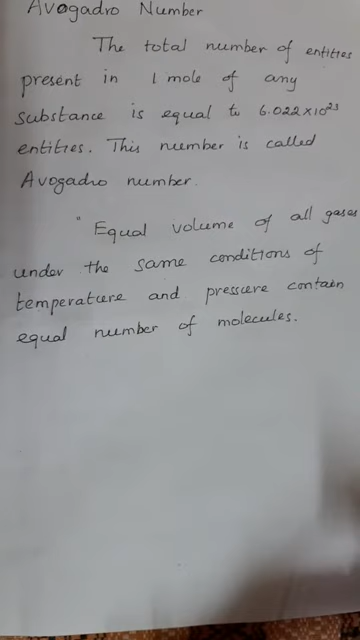 Avogadro Number
The total number of entities
present in 1 mole of any
substance is equal to 6.022×10²³
entities. This number is called
Avogadro number.
" Equal volume of all gases
under the same conditions of
temperature and pressure contain
equal number of molecules.